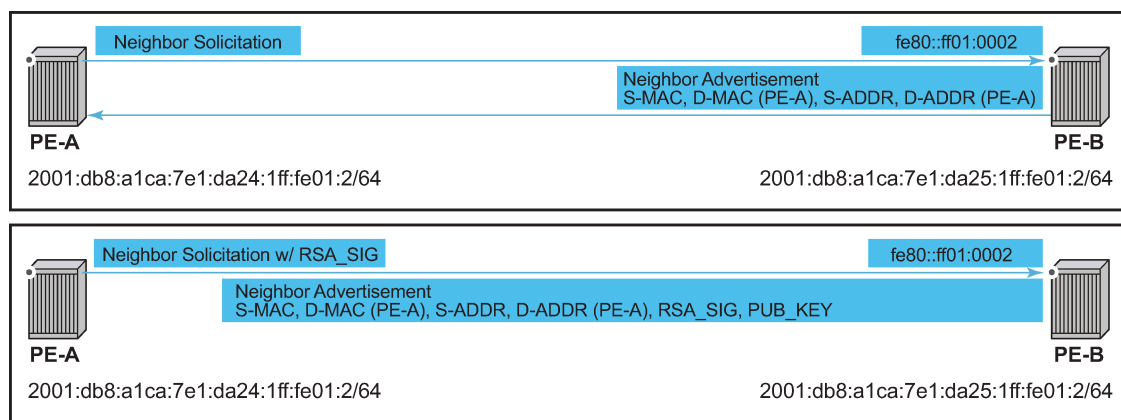 Neighbor Solicitation
fe80::ff01:0002
Neighbor Advertisement
S-MAC, D-MAC (PE-A), S-ADDR, D-ADDR (PE-A)
PE-A
PE-B
2001:db8:a1ca:7e1:da24:1ff:fe01:2/64
2001:db8:a1ca:7e1:da25:1ff:fe01:2/64
Neighbor Solicitation w/ RSA_SIG
fe80::ff01:0002
Neighbor Advertisement
S-MAC, D-MAC (PE-A), S-ADDR, D-ADDR (PE-A), RSA_SIG, PUB_KEY
PE-A
PE-B
2001:db8:a1ca:7e1:da24:1ff:fe01:2/64
2001:db8:a1ca:7e1:da25:1ff:fe01:2/64